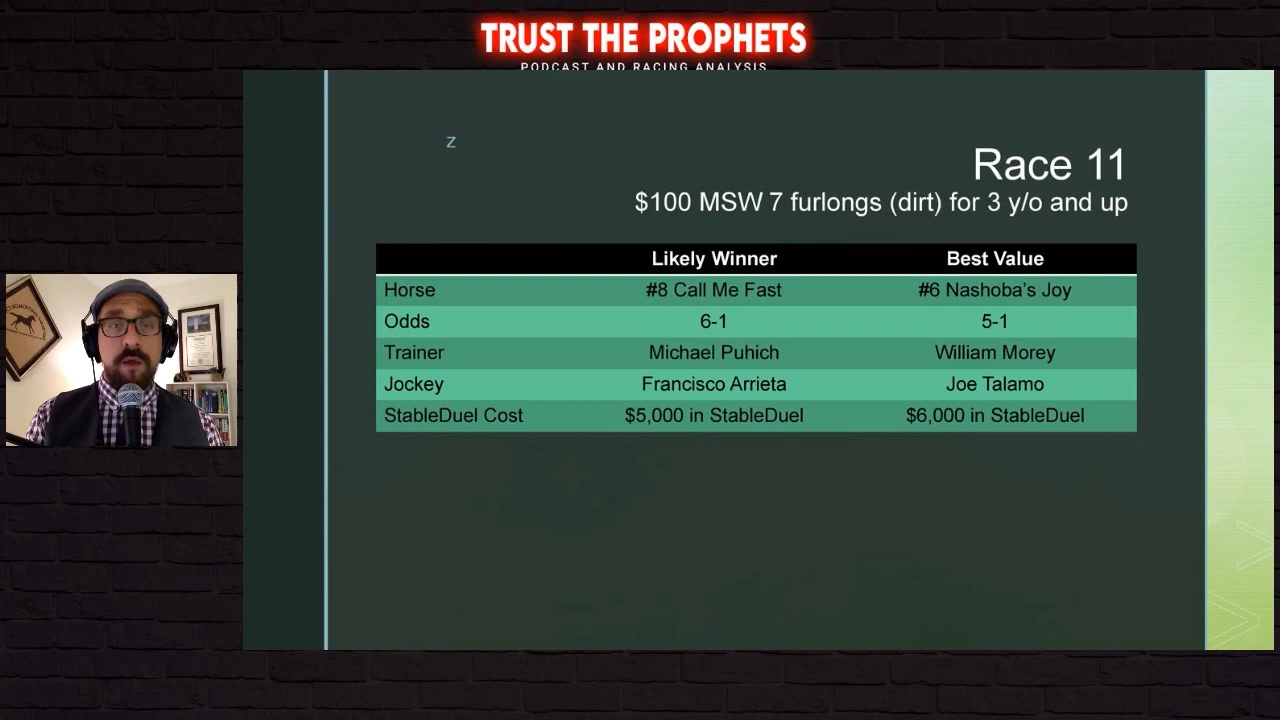 TRUST THE PROPHETS
PODCAST AND RACING ANALYSIS
z
Race 11
$100 MSW 7 furlongs (dirt) for 3 y/o and up
Likely Winner Best Value
Horse #8 Call Me Fast #6 Nashoba’s Joy
Odds 6-1 5-1
Trainer Michael Puhich William Morey
Jockey Francisco Arrieta Joe Talamo
StableDuel Cost $5,000 in StableDuel $6,000 in StableDuel